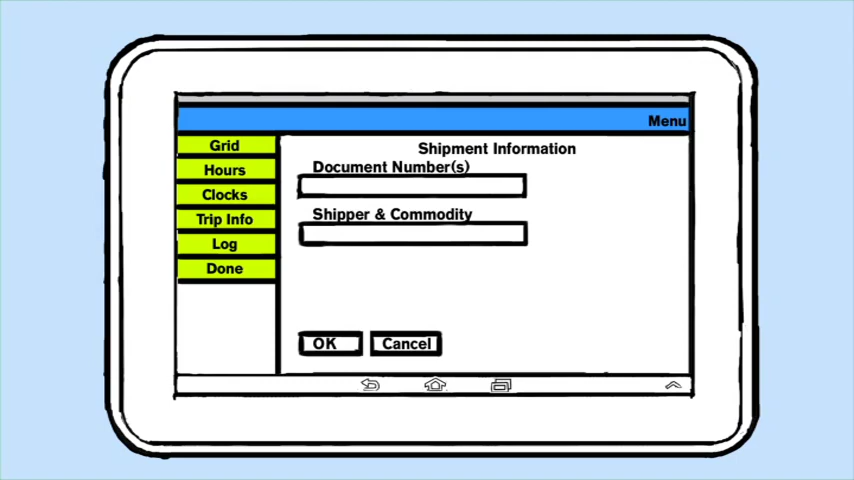 Menu
Grid
Hours
Clocks
Trip Info
Log
Done
Shipment Information
Document Number(s)
Shipper & Commodity
OK
Cancel